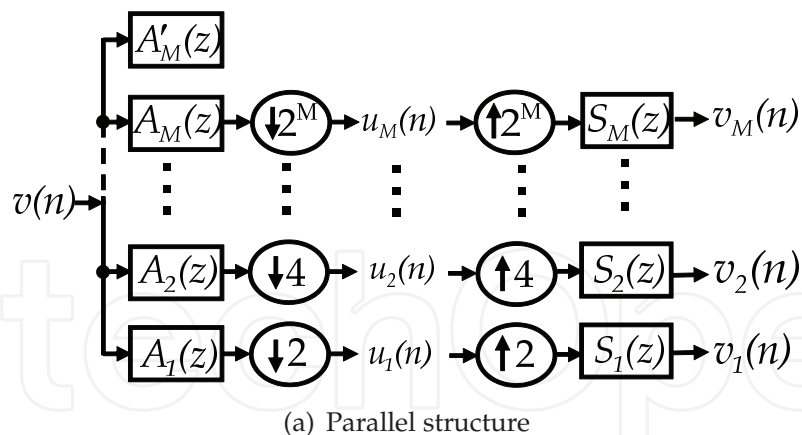 A′_M(z)
A_M(z) ↓2^M u_M(n) ↑2^M S_M(z) v_M(n)
v(n)
A_2(z) ↓4 u_2(n) ↑4 S_2(z) v_2(n)
A_1(z) ↓2 u_1(n) ↑2 S_1(z) v_1(n)
(a) Parallel structure